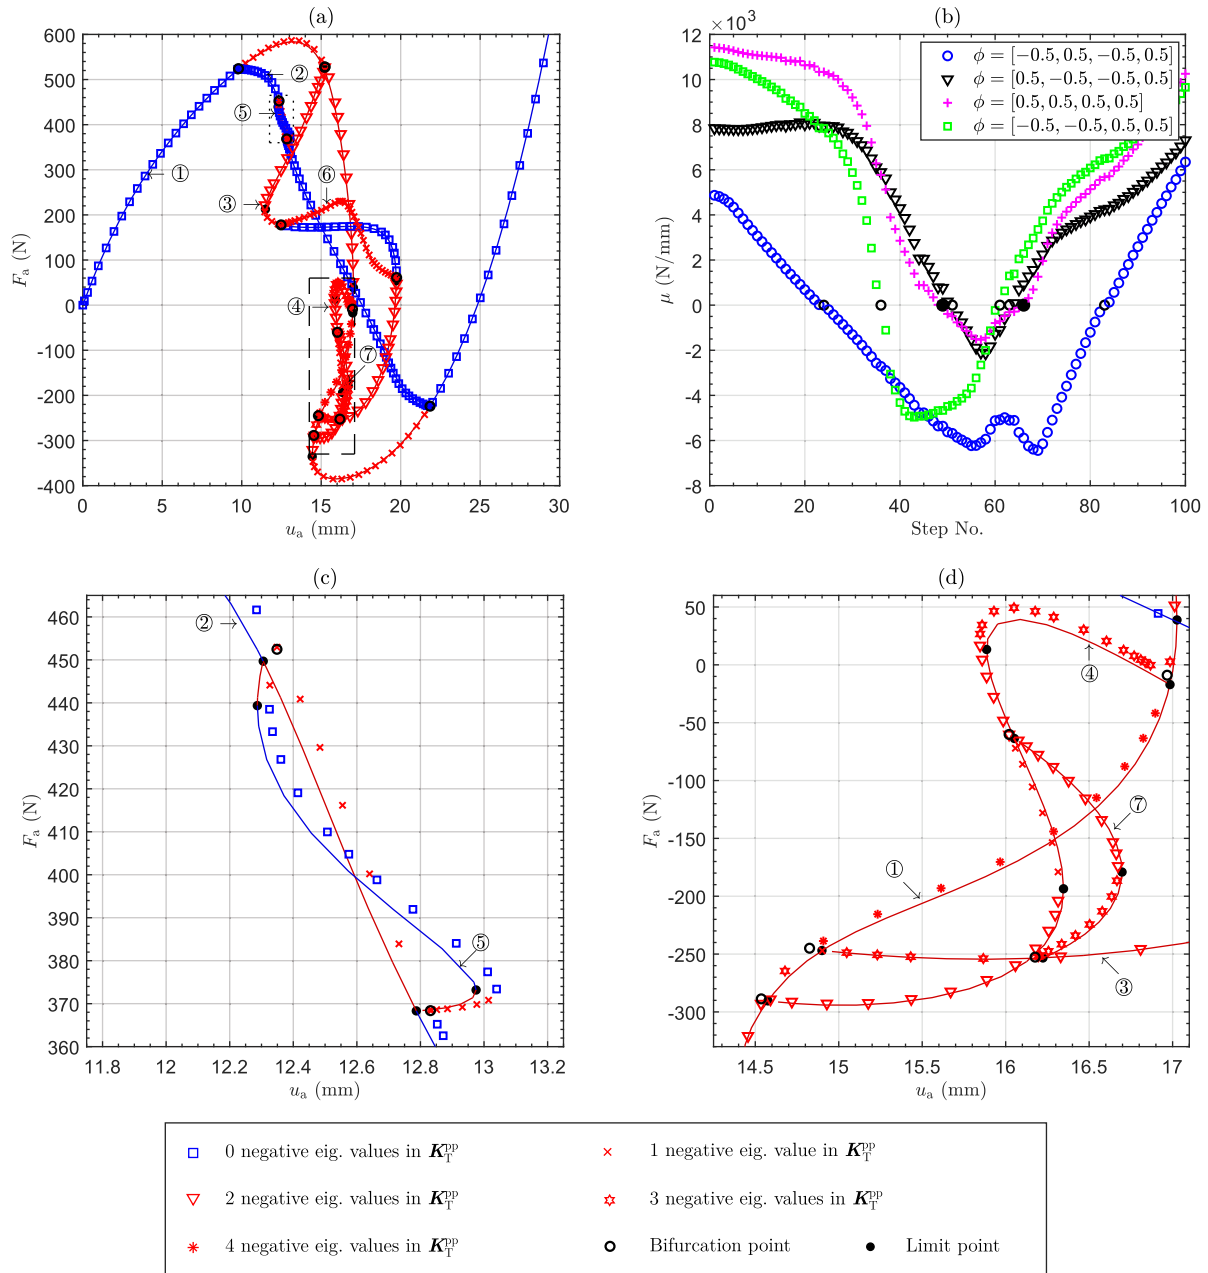 (a)
600
500
400
300
200
100
0
-100
-200
-300
-400
0 5 10 15 20 25 30
F_a (N)
u_a (mm)
① ② ③ ④ ⑤ ⑥ ⑦
(b)
×10³
12
10
8
6
4
2
0
-2
-4
-6
-8
0 20 40 60 80 100
μ (N/mm)
Step No.
ϕ = [−0.5, 0.5, −0.5, 0.5]
ϕ = [0.5, −0.5, −0.5, 0.5]
ϕ = [0.5, 0.5, 0.5, 0.5]
ϕ = [−0.5, −0.5, 0.5, 0.5]
(c)
460
450
440
430
420
410
400
390
380
370
360
11.8 12 12.2 12.4 12.6 12.8 13 13.2
F_a (N)
u_a (mm)
② ⑤
(d)
50
0
-50
-100
-150
-200
-250
-300
14.5 15 15.5 16 16.5 17
F_a (N)
u_a (mm)
④ ⑦ ① ③
0 negative eig. values in K_T^pp
1 negative eig. value in K_T^pp
2 negative eig. values in K_T^pp
3 negative eig. values in K_T^pp
4 negative eig. values in K_T^pp
Bifurcation point
Limit point